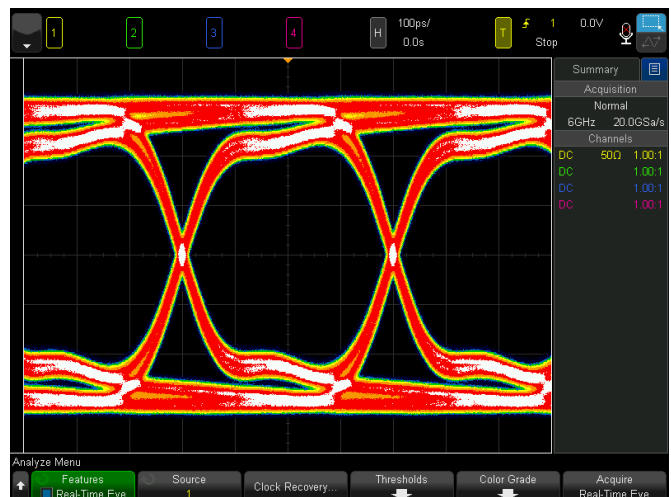 1 2 3 4 H 100ps/ T 1 0.0V
0.0s Stop
Summary
Acquisition
Normal
6GHz 20.0GSa/s
Channels
DC 50Ω 1.00:1
DC 1.00:1
DC 1.00:1
DC 1.00:1
Analyze Menu
Features Source Clock Recovery... Thresholds Color Grade Acquire
Real-Time Eye 1 Real-Time Eye